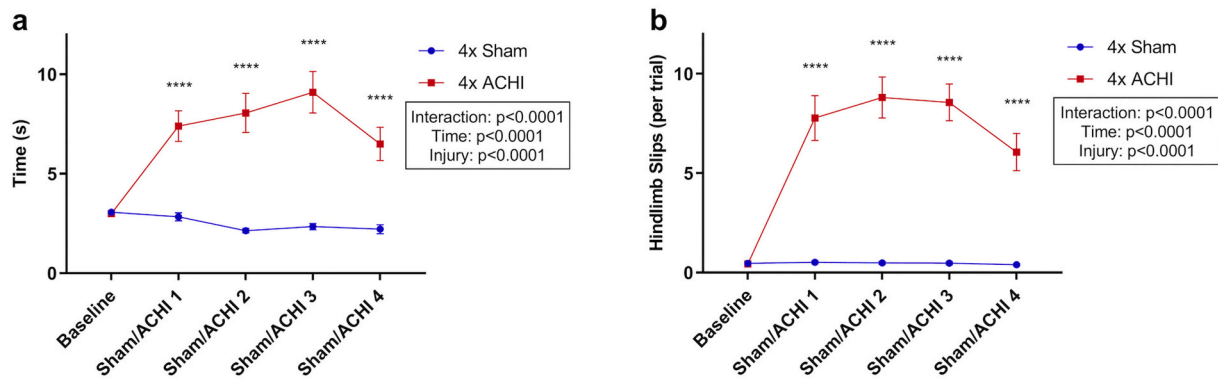 a
Time (s)
10
5
0
****
****
****
****
4x Sham
4x ACHI
Interaction: p<0.0001
Time: p<0.0001
Injury: p<0.0001
Baseline
Sham/ACHI 1
Sham/ACHI 2
Sham/ACHI 3
Sham/ACHI 4
b
Hindlimb Slips (per trial)
10
5
0
****
****
****
****
4x Sham
4x ACHI
Interaction: p<0.0001
Time: p<0.0001
Injury: p<0.0001
Baseline
Sham/ACHI 1
Sham/ACHI 2
Sham/ACHI 3
Sham/ACHI 4